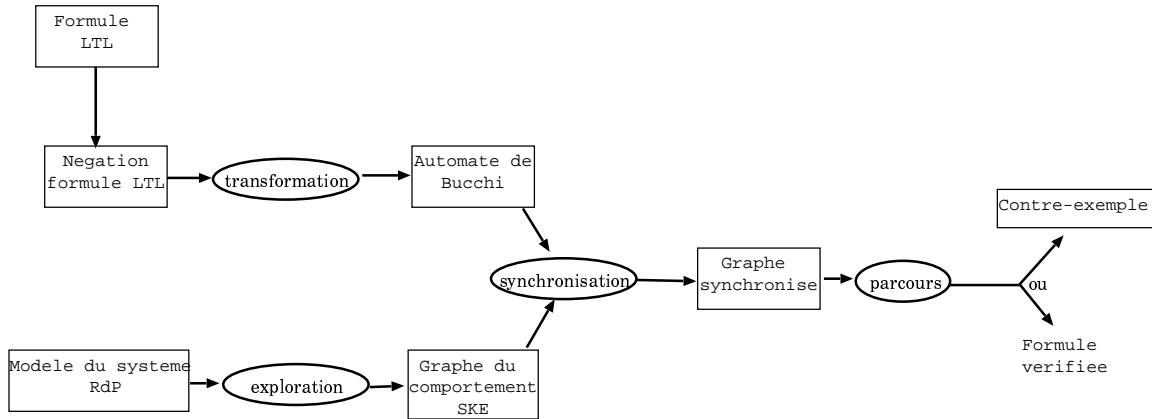 Formule
LTL
Negation
formule LTL
transformation
Automate de
Bucchi
synchronisation
Graphe
synchronise
parcours
Contre-exemple
ou
Formule
verifiee
Modele du systeme
RdP
exploration
Graphe du
comportement
SKE